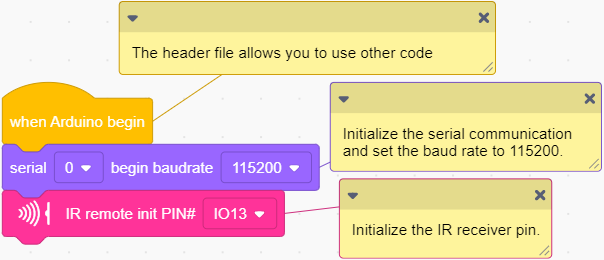 The header file allows you to use other code
when Arduino begin
serial 0 begin baudrate 115200
Initialize the serial communication
and set the baud rate to 115200.
IR remote init PIN# IO13
Initialize the IR receiver pin.